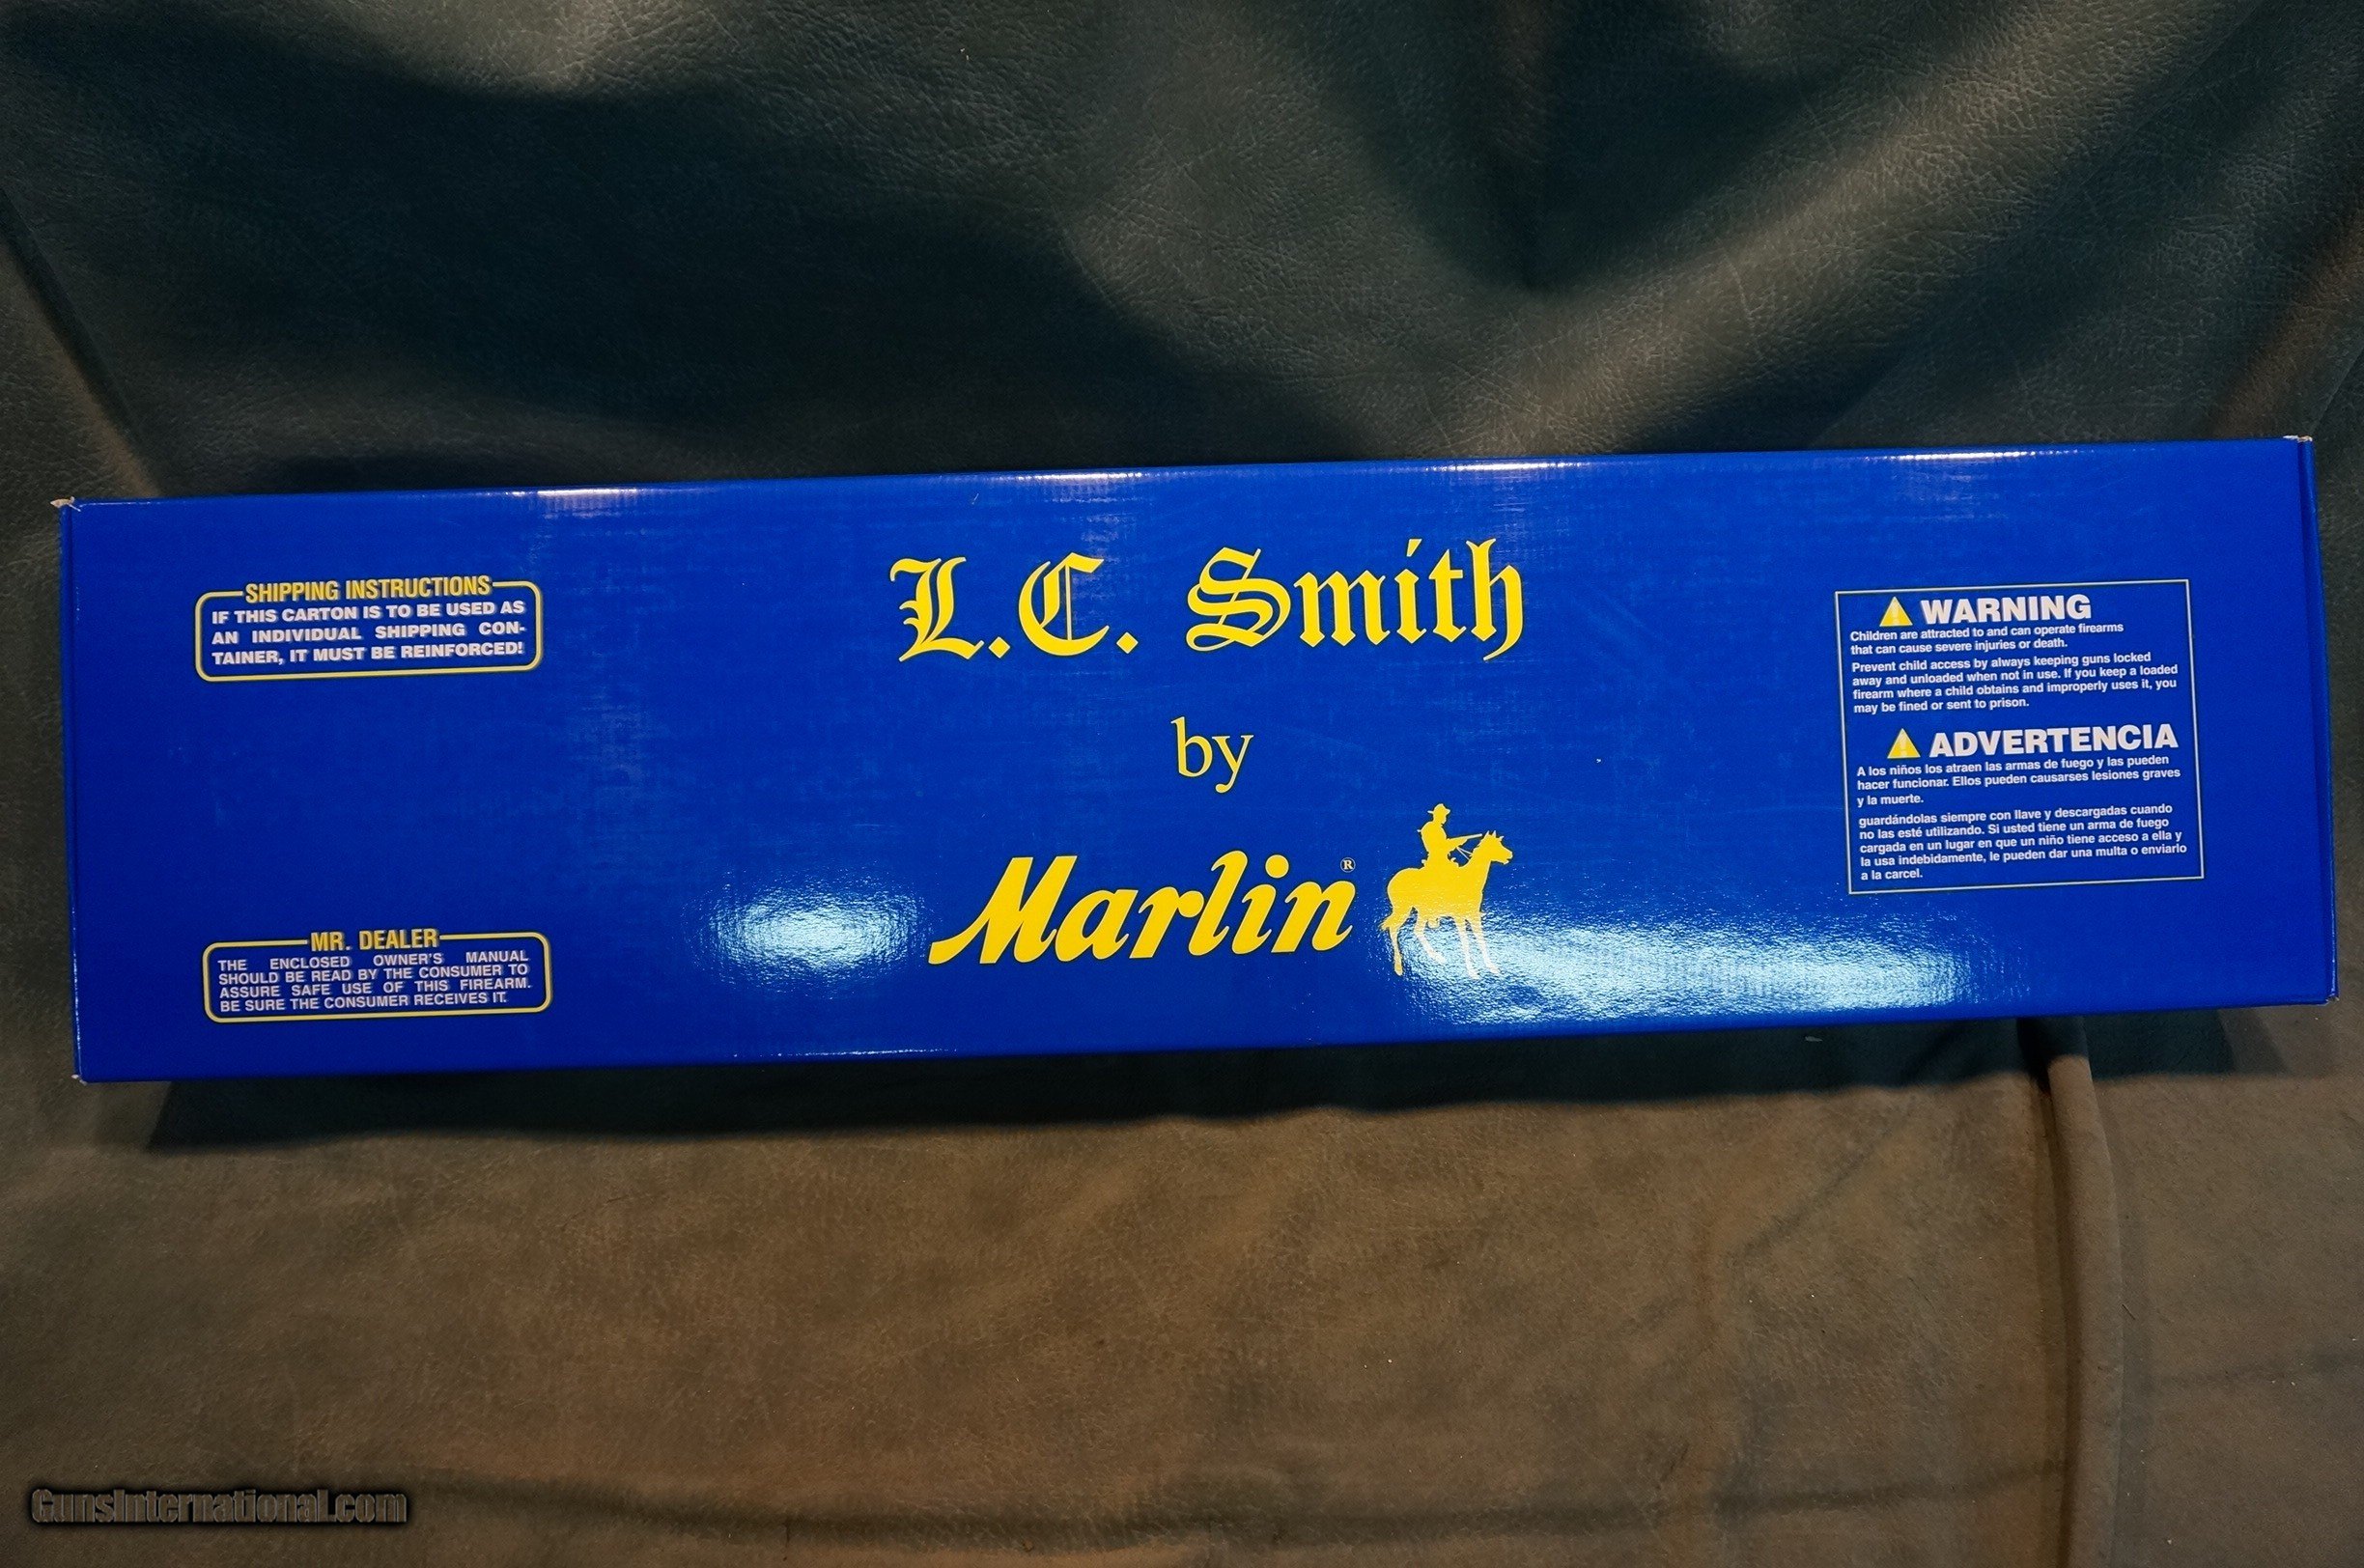 SHIPPING INSTRUCTIONS
IF THIS CARTON IS TO BE USED AS
AN INDIVIDUAL SHIPPING CON-
TAINER, IT MUST BE REINFORCED!
MR. DEALER
THE ENCLOSED OWNER'S MANUAL
SHOULD BE READ BY THE CONSUMER TO
ASSURE SAFE USE OF THIS FIREARM.
BE SURE THE CONSUMER RECEIVES IT.
L.C. Smith
by
Marlin®
WARNING
Children are attracted to and can operate firearms
that can cause severe injuries or death.
Prevent child access by always keeping guns locked
away and unloaded when not in use. If you keep a loaded
firearm where a child obtains and improperly uses it, you
may be fined or sent to prison.
ADVERTENCIA
A los niños los atraen las armas de fuego y las pueden
hacer funcionar. Ellos pueden causarses lesiones graves
y la muerte.
guardándolas siempre con llave y descargadas cuando
no las esté utilizando. Si usted tiene un arma de fuego
cargada en un lugar en que un niño tiene acceso a ella y
la usa indebidamente, le pueden dar una multa o enviarlo
a la carcel.
GunsInternational.com